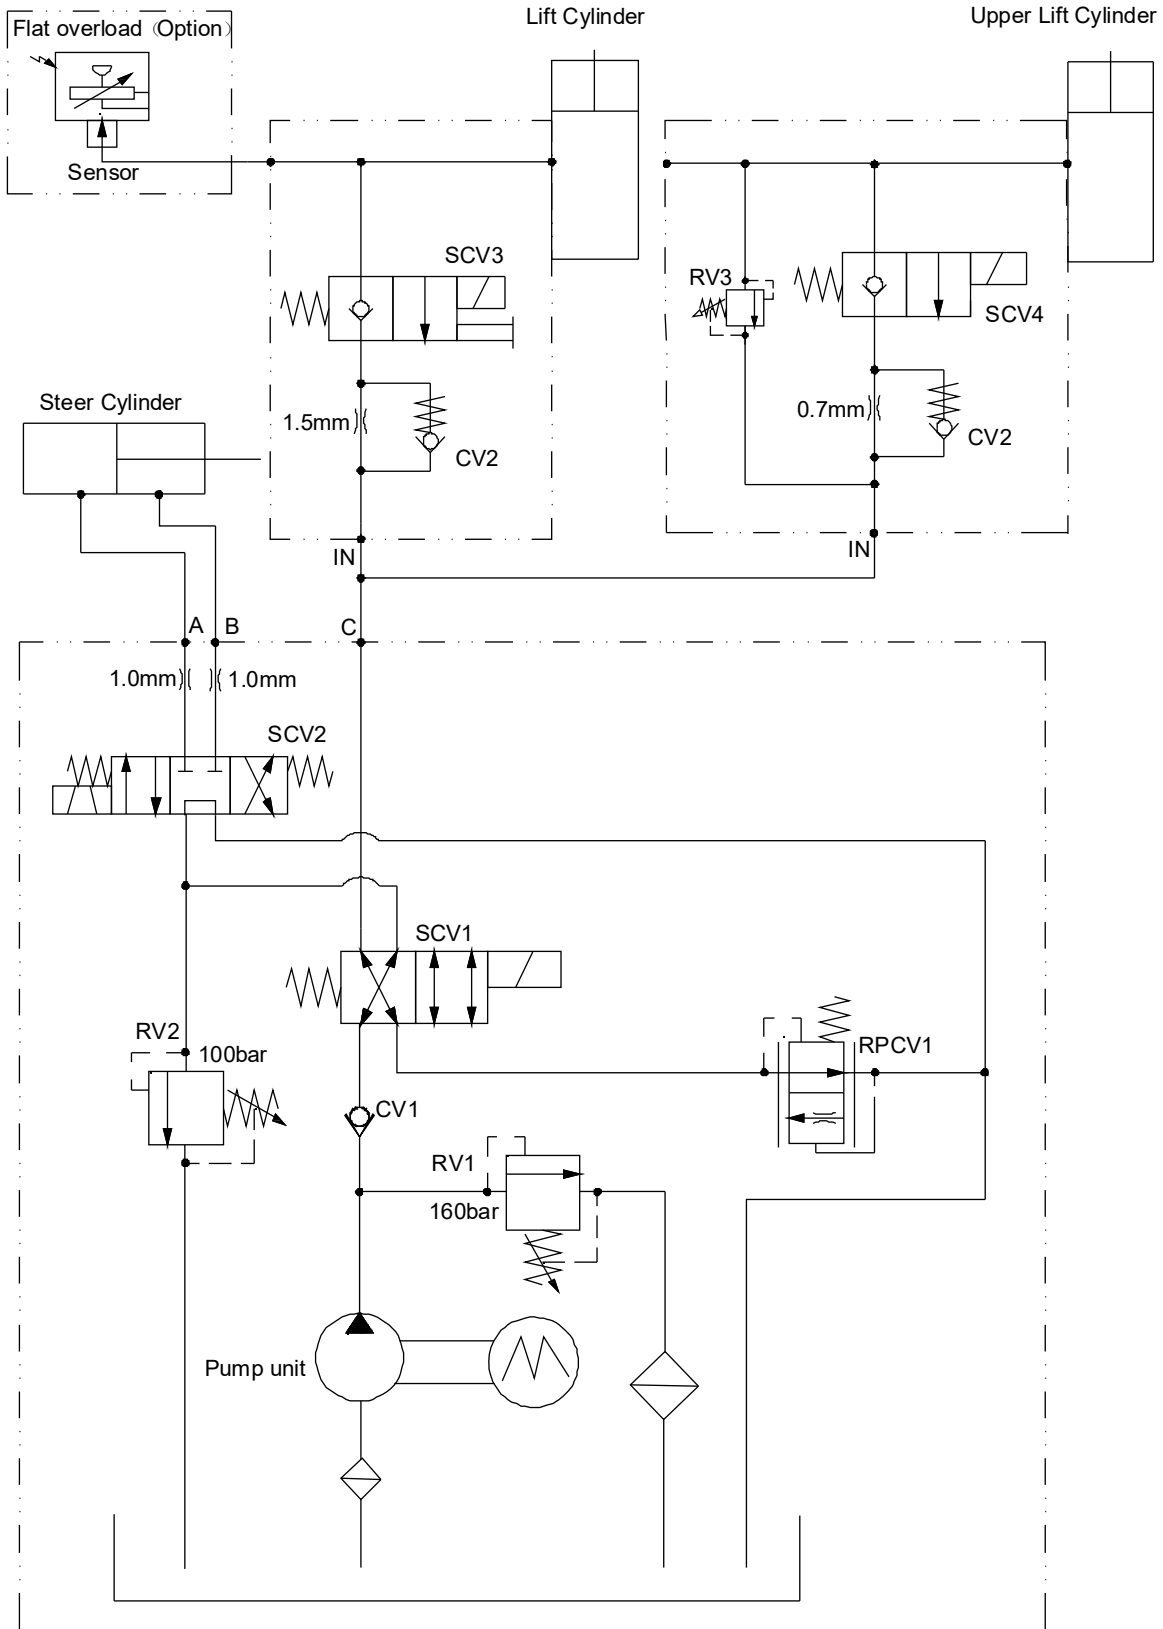 Lift Cylinder
Upper Lift Cylinder
Flat overload（Option）
Sensor
SCV3
RV3
SCV4
Steer Cylinder
1.5mm
CV2
0.7mm
CV2
IN
IN
A
B
C
1.0mm
1.0mm
SCV2
SCV1
RV2
100bar
RPCV1
CV1
RV1
160bar
Pump unit